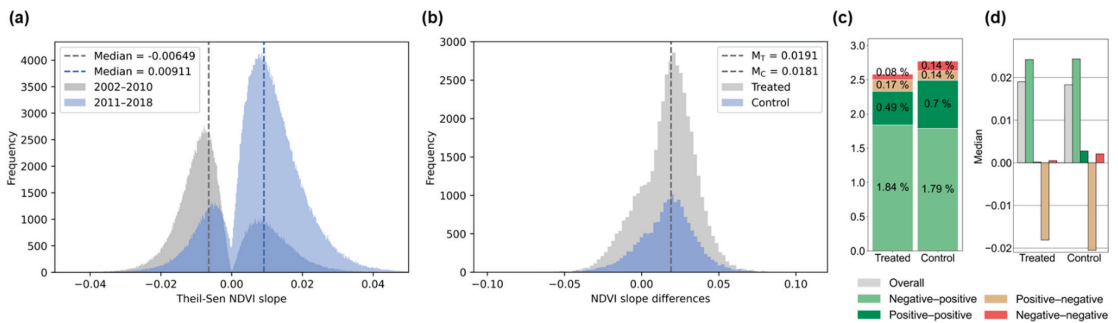 (a)
Median = -0.00649
Median = 0.00911
2002–2010
2011–2018
4000
3500
3000
2500
2000
1500
1000
500
0
Frequency
−0.04
−0.02
0.00
0.02
0.04
Theil-Sen NDVI slope
(b)
M_T = 0.0191
M_C = 0.0181
Treated
Control
3000
2500
2000
1500
1000
500
0
Frequency
−0.10
−0.05
0.00
0.05
0.10
NDVI slope differences
(c)
3.0
2.5
2.0
1.5
1.0
0.5
0.0
0.08 %
0.14 %
0.17 %
0.14 %
0.49 %
0.7 %
1.84 %
1.79 %
Treated
Control
(d)
0.02
0.01
0.00
−0.01
−0.02
Median
Treated
Control
Overall
Negative–positive
Positive–negative
Positive–positive
Negative–negative